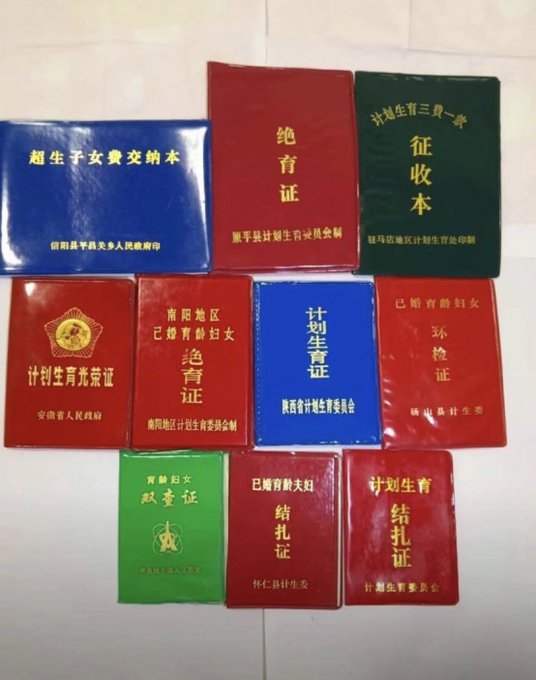 超生子女费交纳本
信阳县平昌关乡人民政府印
绝育证
原平县计划生育委员会制
计划生育三费一款
征收本
驻马店地区计划生育处印制
计划生育光荣证
安徽省人民政府
南阳地区
已婚育龄妇女
绝育证
南阳地区计划生育委员会制
计划生育证
陕西省计划生育委员会
已婚育龄妇女
环检证
砀山县计生委
育龄妇女
双查证
已婚育龄夫妇
结扎证
怀仁县计生委
计划生育
结扎证
计划生育委员会